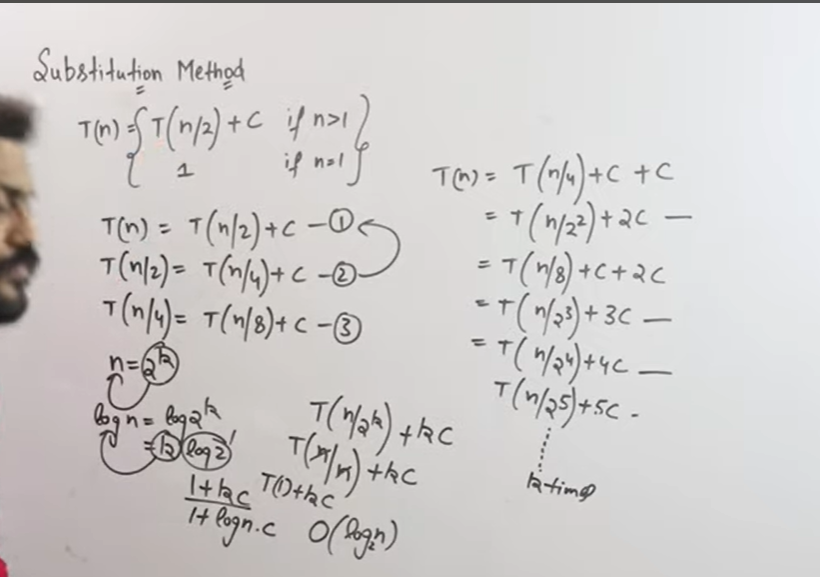 Substitution Method
T(n) = { T(n/2) + C if n>1
1 if n=1 }
T(n) = T(n/2) + C — ①
T(n/2) = T(n/4) + C — ②
T(n/4) = T(n/8) + C — ③
n = 2^k
log n = log 2^k
= k log 2 1
1 + kC
1 + log n . C
T(n) = T(n/4) + C + C
= T(n/2²) + 2C —
= T(n/8) + C + 2C
= T(n/2³) + 3C —
= T(n/2⁴) + 4C —
T(n/2⁵) + 5C -
k times
T(n/2^k) + kC
T(n/n) + kC
T(1) + kC
O(log₂n)